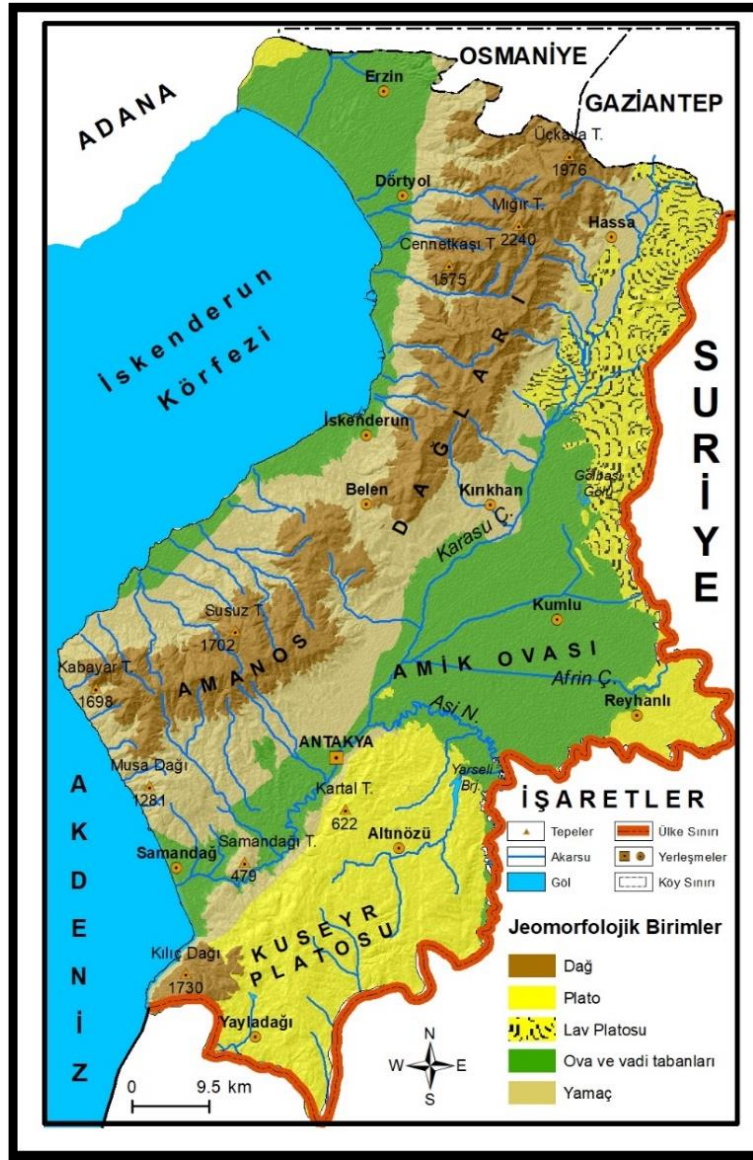 OSMANİYE
GAZİANTEP
ADANA
Erzin
Üçkaya T.
1976
Dörtyol
Mığır T.
2240
Hassa
Cennetkaşı T.
1575
İskenderun
Körfezi
SURİYE
İskenderun
Belen
Kırıkhan
Gölbaşı
Gölü
Karasu Ç.
AMANOS DAĞLARI
Kumlu
Susuz T.
1702
AMİK OVASI
Kabayar T.
1698
Afrin Ç.
Reyhanlı
Asi N.
ANTAKYA
Musa Dağı
1281
Kartal T.
622
Yarseli
Brj.
Altınözü
Samandağı T.
479
Samandağ
AKDENİZ
KUSEYR
PLATOSU
Kılıç Dağı
1730
Yayladağı
0 9.5 km
N
W E
S
İŞARETLER
Tepeler
Ülke Sınırı
Akarsu
Yerleşmeler
Göl
Köy Sınırı
Jeomorfolojik Birimler
Dağ
Plato
Lav Platosu
Ova ve vadi tabanları
Yamaç